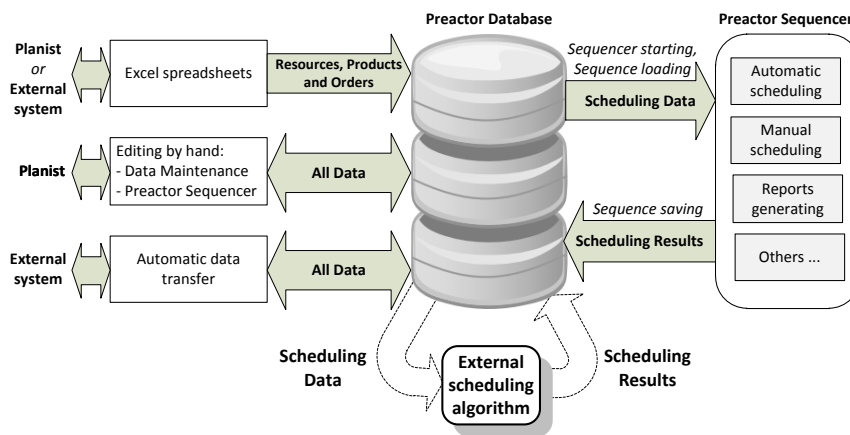 Preactor Database
Preactor Sequencer
Planist
or
External
system
Excel spreadsheets
Resources, Products
and Orders
Sequencer starting,
Sequence loading
Scheduling Data
Automatic
scheduling
Manual
scheduling
Reports
generating
Others ...
Planist
Editing by hand:
- Data Maintenance
- Preactor Sequencer
All Data
Sequence saving
Scheduling Results
External
system
Automatic data
transfer
All Data
Scheduling
Data
External
scheduling
algorithm
Scheduling
Results